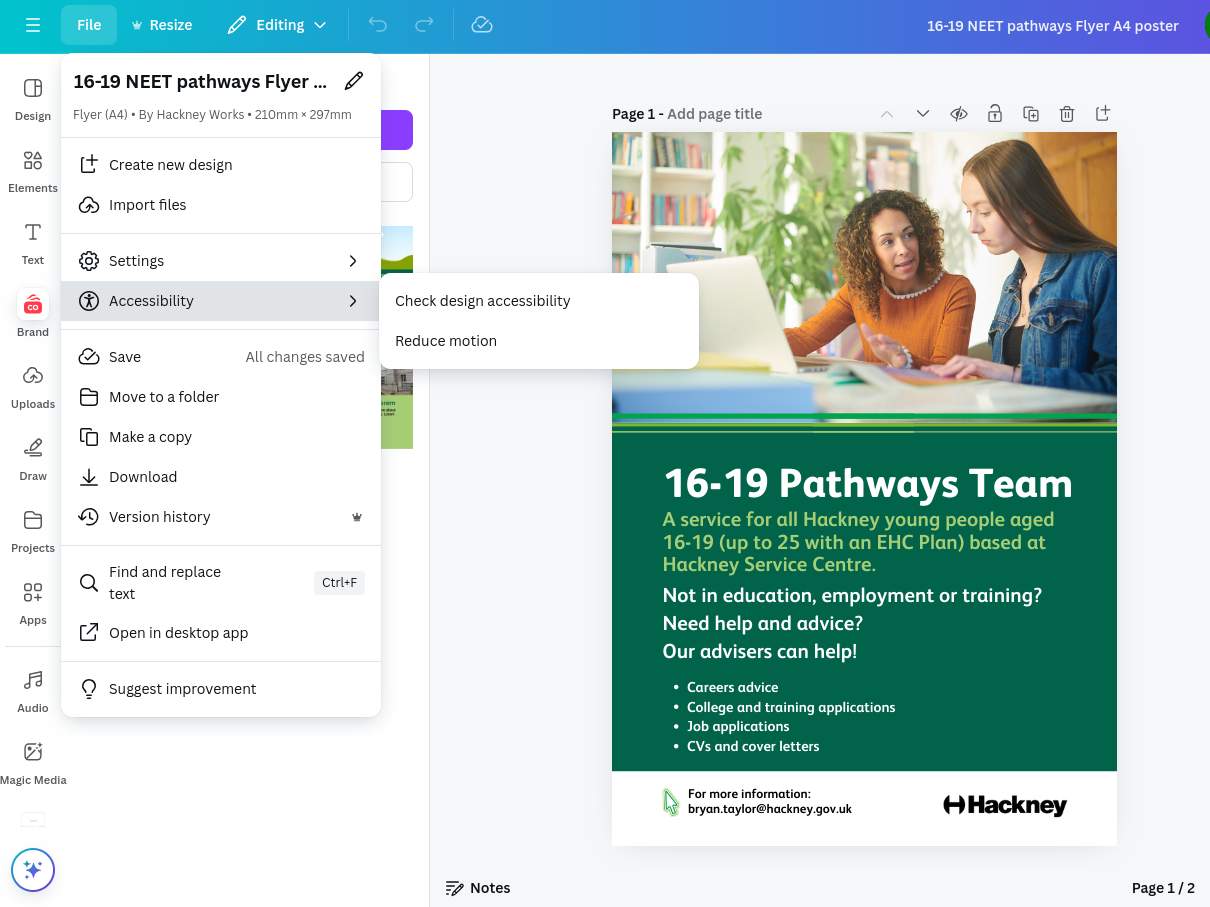 File
Resize
Editing
16-19 NEET pathways Flyer A4 poster
16-19 NEET pathways Flyer ...
Flyer (A4) • By Hackney Works • 210mm × 297mm
Create new design
Import files
Settings
Accessibility
Check design accessibility
Reduce motion
Save All changes saved
Move to a folder
Make a copy
Download
Version history
Find and replace
text
Ctrl+F
Open in desktop app
Suggest improvement
Design
Elements
Text
CO
Brand
Uploads
Draw
Projects
Apps
Audio
Magic Media
Page 1 - Add page title
16-19 Pathways Team
A service for all Hackney young people aged
16-19 (up to 25 with an EHC Plan) based at
Hackney Service Centre.
Not in education, employment or training?
Need help and advice?
Our advisers can help!
• Careers advice
• College and training applications
• Job applications
• CVs and cover letters
For more information:
bryan.taylor@hackney.gov.uk
Hackney
Notes
Page 1 / 2